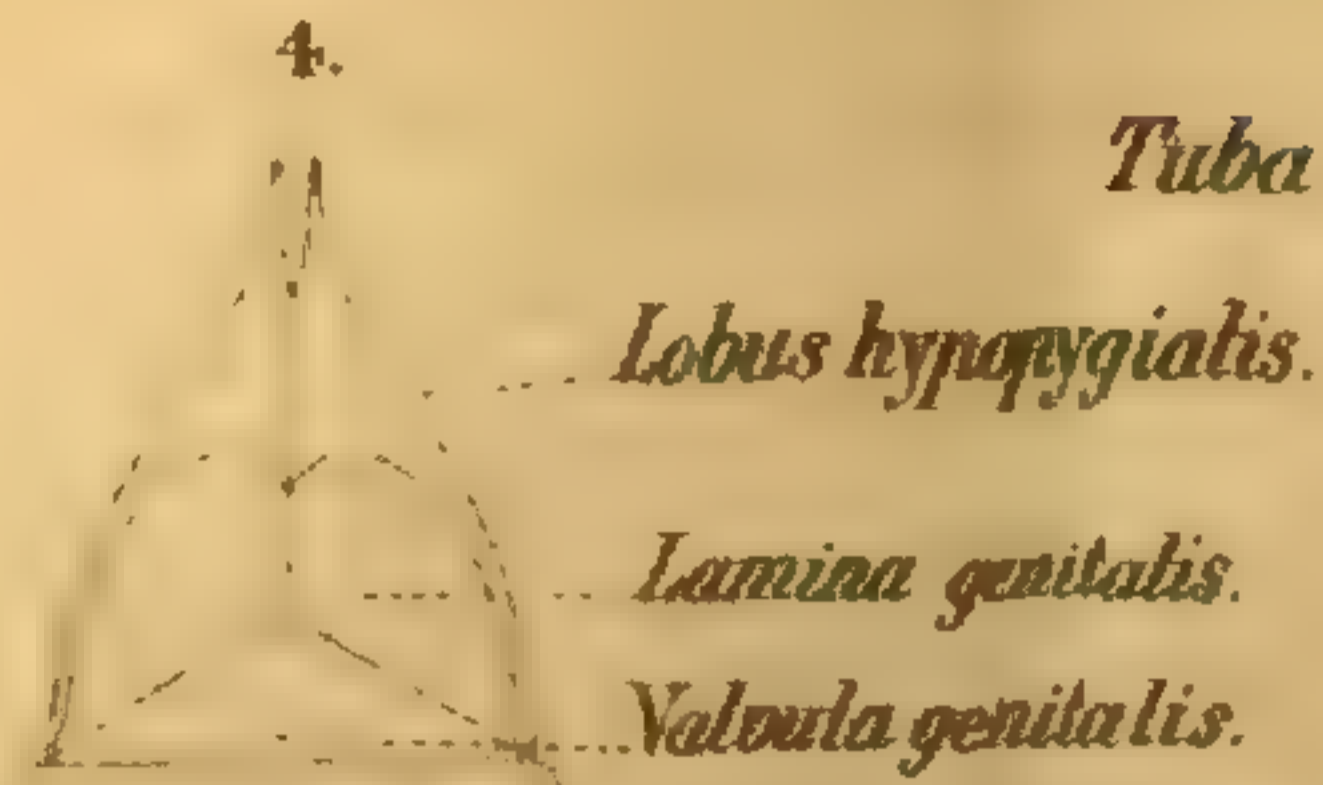 4.
Tuba
Lobus hypopygialis.
Lamina genitalis.
Valvula genitalis.